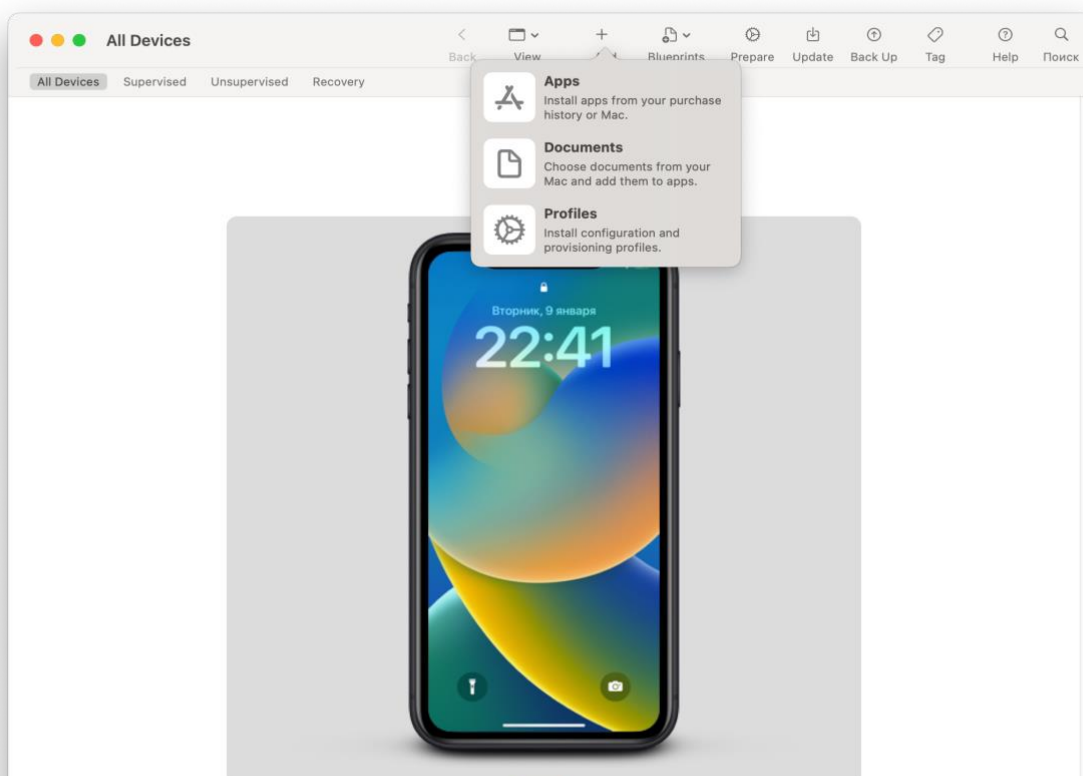 All Devices
Back
View
Blueprints
Prepare
Update
Back Up
Tag
Help
Поиск
All Devices
Supervised
Unsupervised
Recovery
Apps
Install apps from your purchase
history or Mac.
Documents
Choose documents from your
Mac and add them to apps.
Profiles
Install configuration and
provisioning profiles.
Вторник, 9 января
22:41